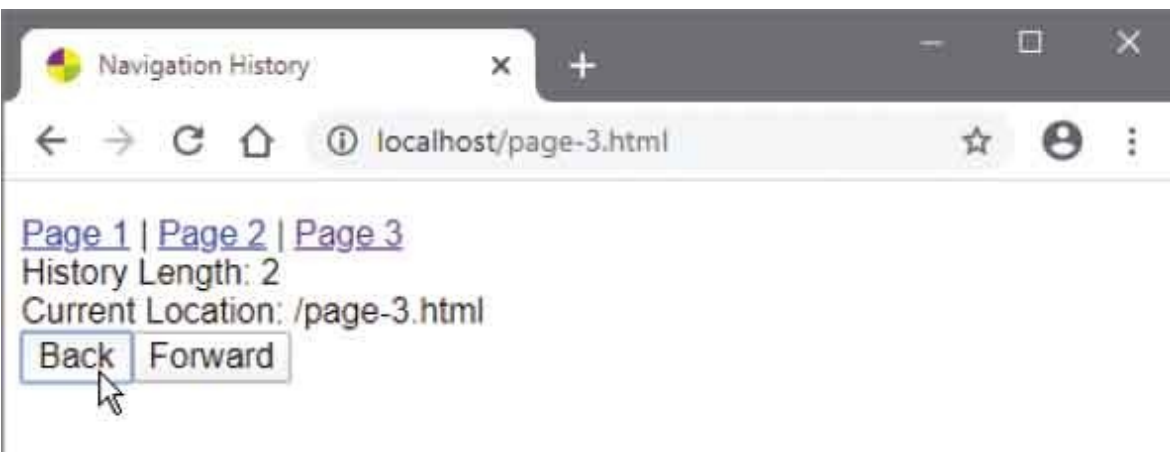 Navigation History
localhost/page-3.html
Page 1 | Page 2 | Page 3
History Length: 2
Current Location: /page-3.html
Back Forward